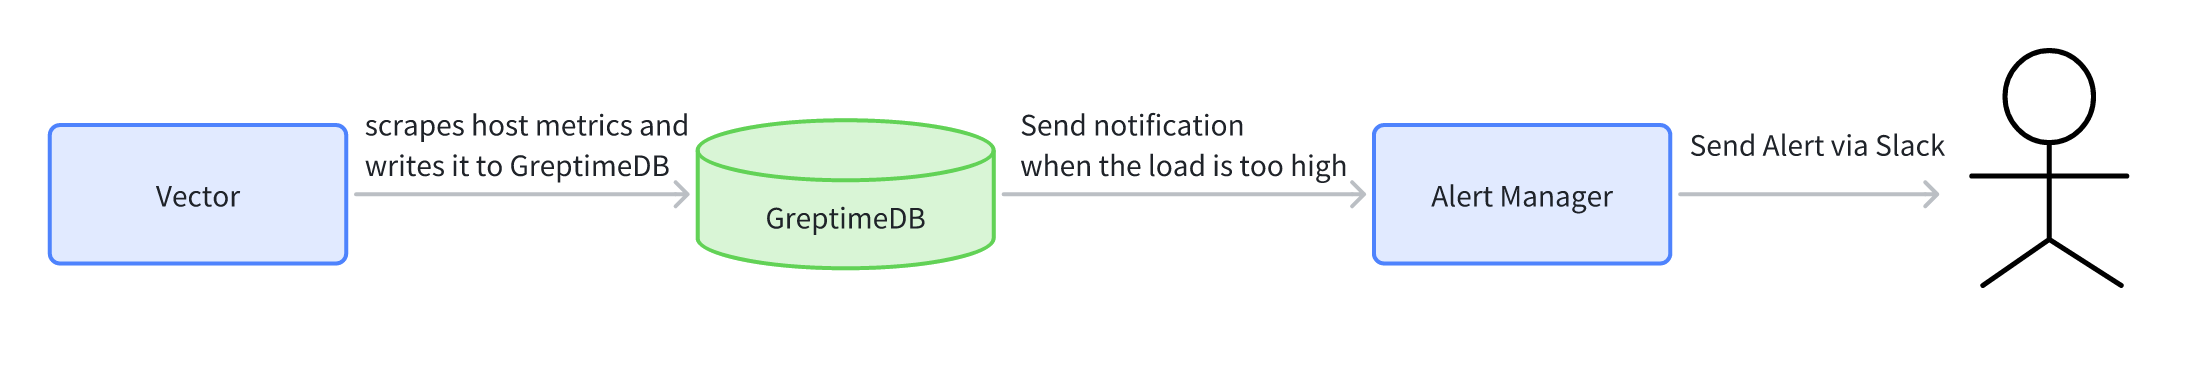 Vector
scrapes host metrics and
writes it to GreptimeDB
GreptimeDB
Send notification
when the load is too high
Alert Manager
Send Alert via Slack